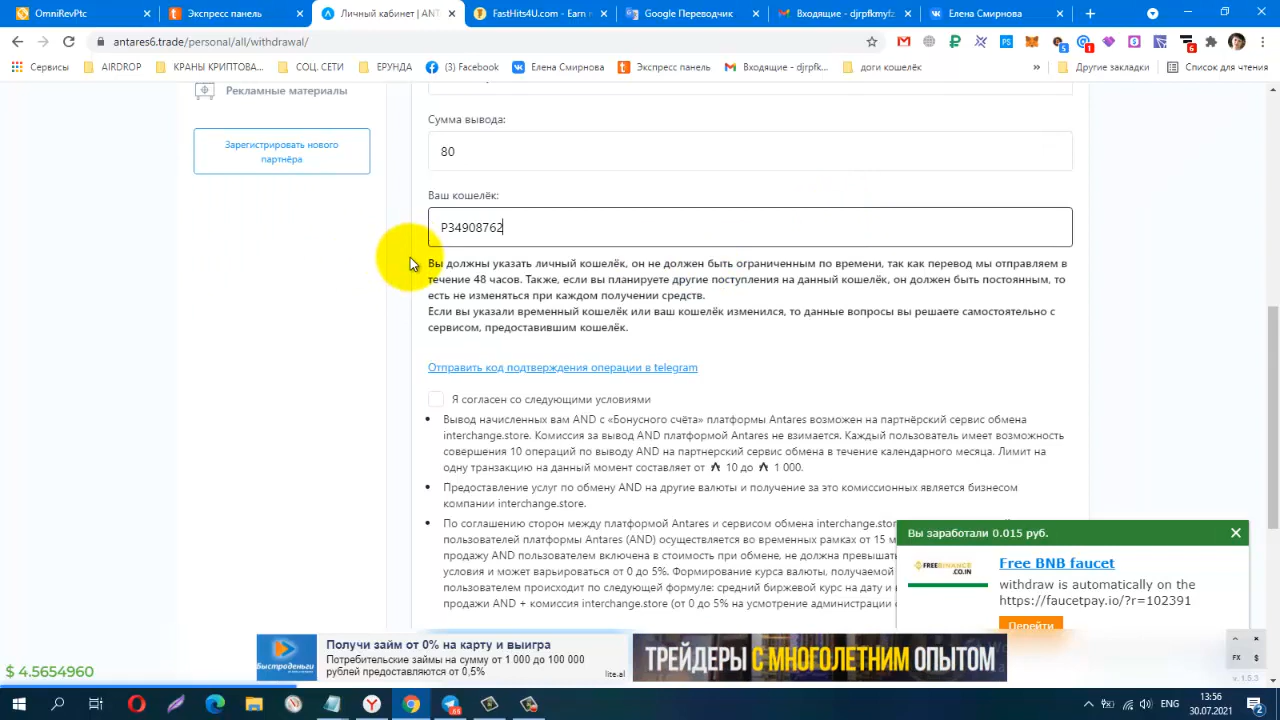 OmniRevPtc
Экспресс панель
Личный кабинет | ANT
FastHits4U.com - Earn
Google Переводчик
Входящие - djrpfkmyfz
Елена Смирнова
antares6.trade/personal/all/withdrawal/
Сервисы
AIRDROP
КРАНЫ КРИПТОВА...
СОЦ. СЕТИ
ЕРУНДА
(3) Facebook
Елена Смирнова
Экспресс панель
Входящие - djrpfk...
доги кошелёк
»
Другие закладки
Список для чтения
Рекламные материалы
Зарегистрировать нового
партнёра
Сумма вывода:
80
Ваш кошелёк:
P34908762
Вы должны указать личный кошелёк, он не должен быть ограниченным по времени, так как перевод мы отправляем в
течение 48 часов. Также, если вы планируете другие поступления на данный кошелёк, он должен быть постоянным, то
есть не изменяться при каждом получении средств.
Если вы указали временный кошелёк или ваш кошелёк изменился, то данные вопросы вы решаете самостоятельно с
сервисом, предоставившим кошелёк.
Отправить код подтверждения операции в telegram
Я согласен со следующими условиями
Вывод начисленных вам AND с «Бонусного счёта» платформы Antares возможен на партнёрский сервис обмена
interchange.store. Комиссия за вывод AND платформой Antares не взимается. Каждый пользователь имеет возможность
совершения 10 операций по выводу AND на партнерский сервис обмена в течение календарного месяца. Лимит на
одну транзакцию на данный момент составляет от 10 до 1 000.
Предоставление услуг по обмену AND на другие валюты и получение за это комиссионных является бизнесом
компании interchange.store.
По соглашению сторон между платформой Antares и сервисом обмена interchange.sto
пользователей платформы Antares (AND) осуществляется во временных рамках от 15 м
продажу AND пользователем включена в стоимость при обмене, не должна превышат
условия и может варьироваться от 0 до 5%. Формирование курса валюты, получаемой
пользователем происходит по следующей формуле: средний биржевой курс на дату и
продажи AND + комиссия interchange.store (от 0 до 5% на усмотрение администрации
Вы заработали 0.015 руб.
FREEBINANCE
.CO.IN
Free BNB faucet
withdraw is automatically on the
https://faucetpay.io/?r=102391
Перейти
Быстроденьги
Получи займ от 0% на карту и выигра
Потребительские займы на сумму от 1 000 до 100 000
рублей предоставляются от 0,5%
lite.al
ТРЕЙДЕРЫ С МНОГОЛЕТНИМ ОПЫТОМ
FX
$
v.1.5.3
$ 4.5654960
ENG
13:56
30.07.2021